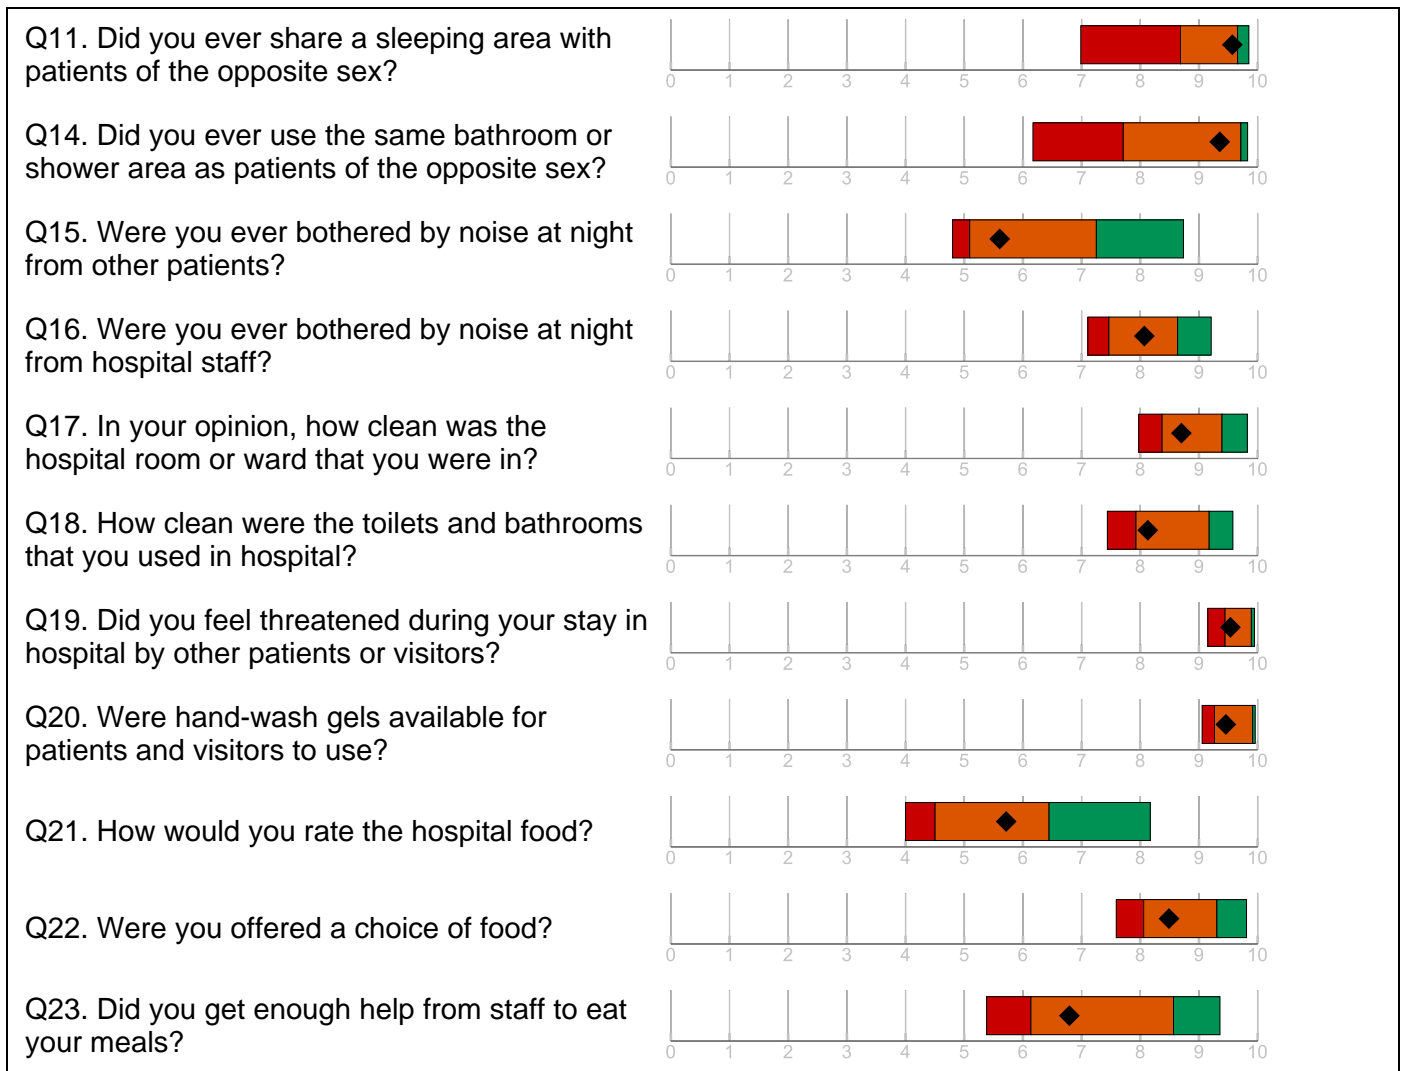 Q11. Did you ever share a sleeping area with
patients of the opposite sex?
0 1 2 3 4 5 6 7 8 9 10
Q14. Did you ever use the same bathroom or
shower area as patients of the opposite sex?
0 1 2 3 4 5 6 7 8 9 10
Q15. Were you ever bothered by noise at night
from other patients?
0 1 2 3 4 5 6 7 8 9 10
Q16. Were you ever bothered by noise at night
from hospital staff?
0 1 2 3 4 5 6 7 8 9 10
Q17. In your opinion, how clean was the
hospital room or ward that you were in?
0 1 2 3 4 5 6 7 8 9 10
Q18. How clean were the toilets and bathrooms
that you used in hospital?
0 1 2 3 4 5 6 7 8 9 10
Q19. Did you feel threatened during your stay in
hospital by other patients or visitors?
0 1 2 3 4 5 6 7 8 9 10
Q20. Were hand-wash gels available for
patients and visitors to use?
0 1 2 3 4 5 6 7 8 9 10
Q21. How would you rate the hospital food?
0 1 2 3 4 5 6 7 8 9 10
Q22. Were you offered a choice of food?
0 1 2 3 4 5 6 7 8 9 10
Q23. Did you get enough help from staff to eat
your meals?
0 1 2 3 4 5 6 7 8 9 10